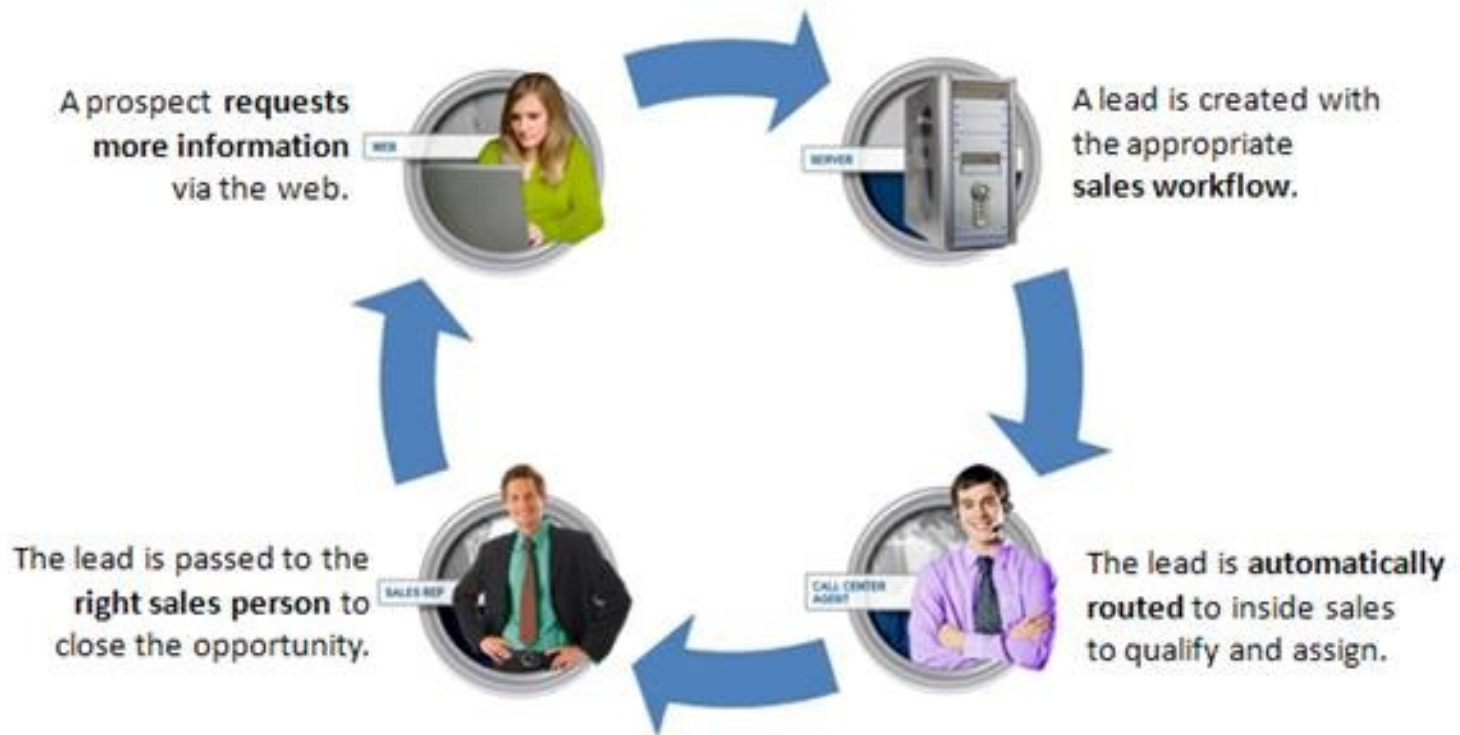 A prospect requests
more information
via the web.
WEB
SERVER
A lead is created with
the appropriate
sales workflow.
The lead is passed to the
right sales person to
close the opportunity.
SALES REP
CALL CENTER
AGENT
The lead is automatically
routed to inside sales
to qualify and assign.